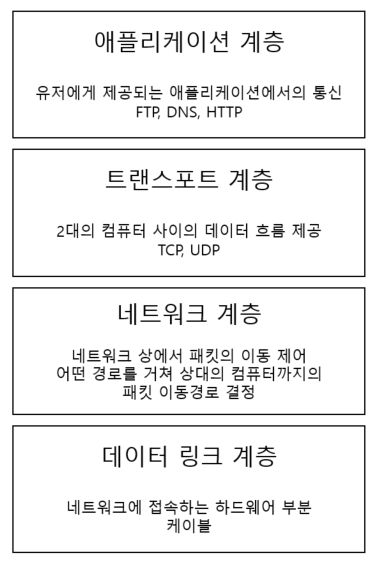 애플리케이션 계층
유저에게 제공되는 애플리케이션에서의 통신
FTP, DNS, HTTP
트랜스포트 계층
2대의 컴퓨터 사이의 데이터 흐름 제공
TCP, UDP
네트워크 계층
네트워크 상에서 패킷의 이동 제어
어떤 경로를 거쳐 상대의 컴퓨터까지의
패킷 이동경로 결정
데이터 링크 계층
네트워크에 접속하는 하드웨어 부분
케이블